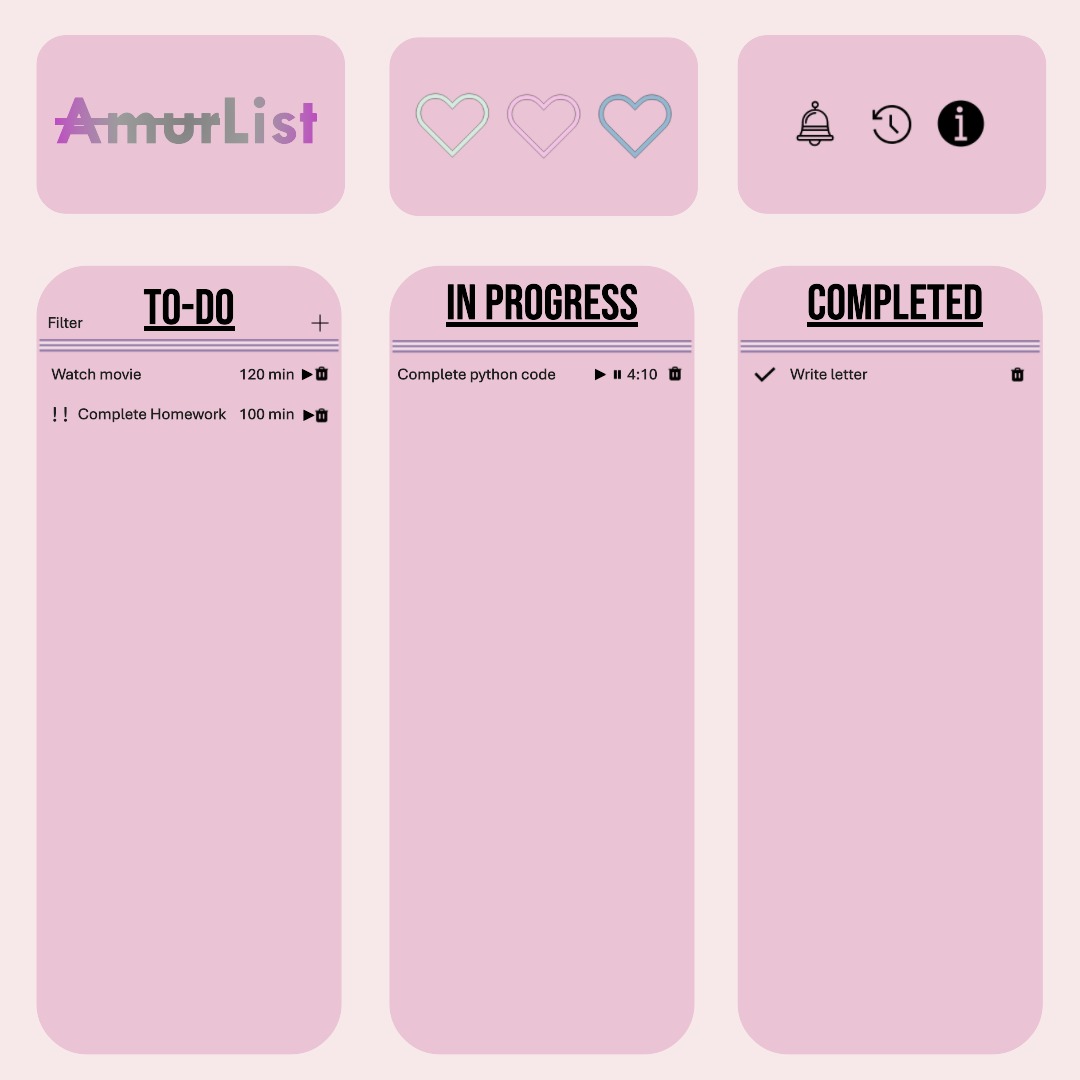 AmurList
TO-DO
Filter
Watch movie 120 min
!! Complete Homework 100 min
IN PROGRESS
Complete python code 4:10
COMPLETED
Write letter